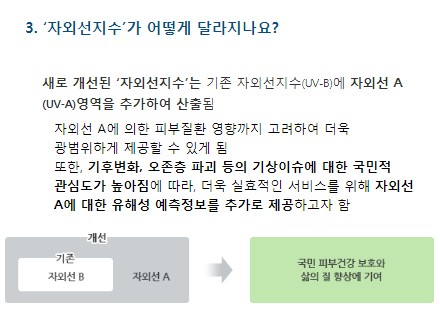 3. ‘자외선지수’가 어떻게 달라지나요?
새로 개선된 ‘자외선지수’는 기존 자외선지수(UV-B)에 자외선 A
(UV-A)영역을 추가하여 산출됨
자외선 A에 의한 피부질환 영향까지 고려하여 더욱
광범위하게 제공할 수 있게 됨
또한, 기후변화, 오존층 파괴 등의 기상이슈에 대한 국민적
관심도가 높아짐에 따라, 더욱 실효적인 서비스를 위해 자외선
A에 대한 유해성 예측정보를 추가로 제공하고자 함
개선
기존
자외선 B
자외선 A
국민 피부건강 보호와
삶의 질 향상에 기여